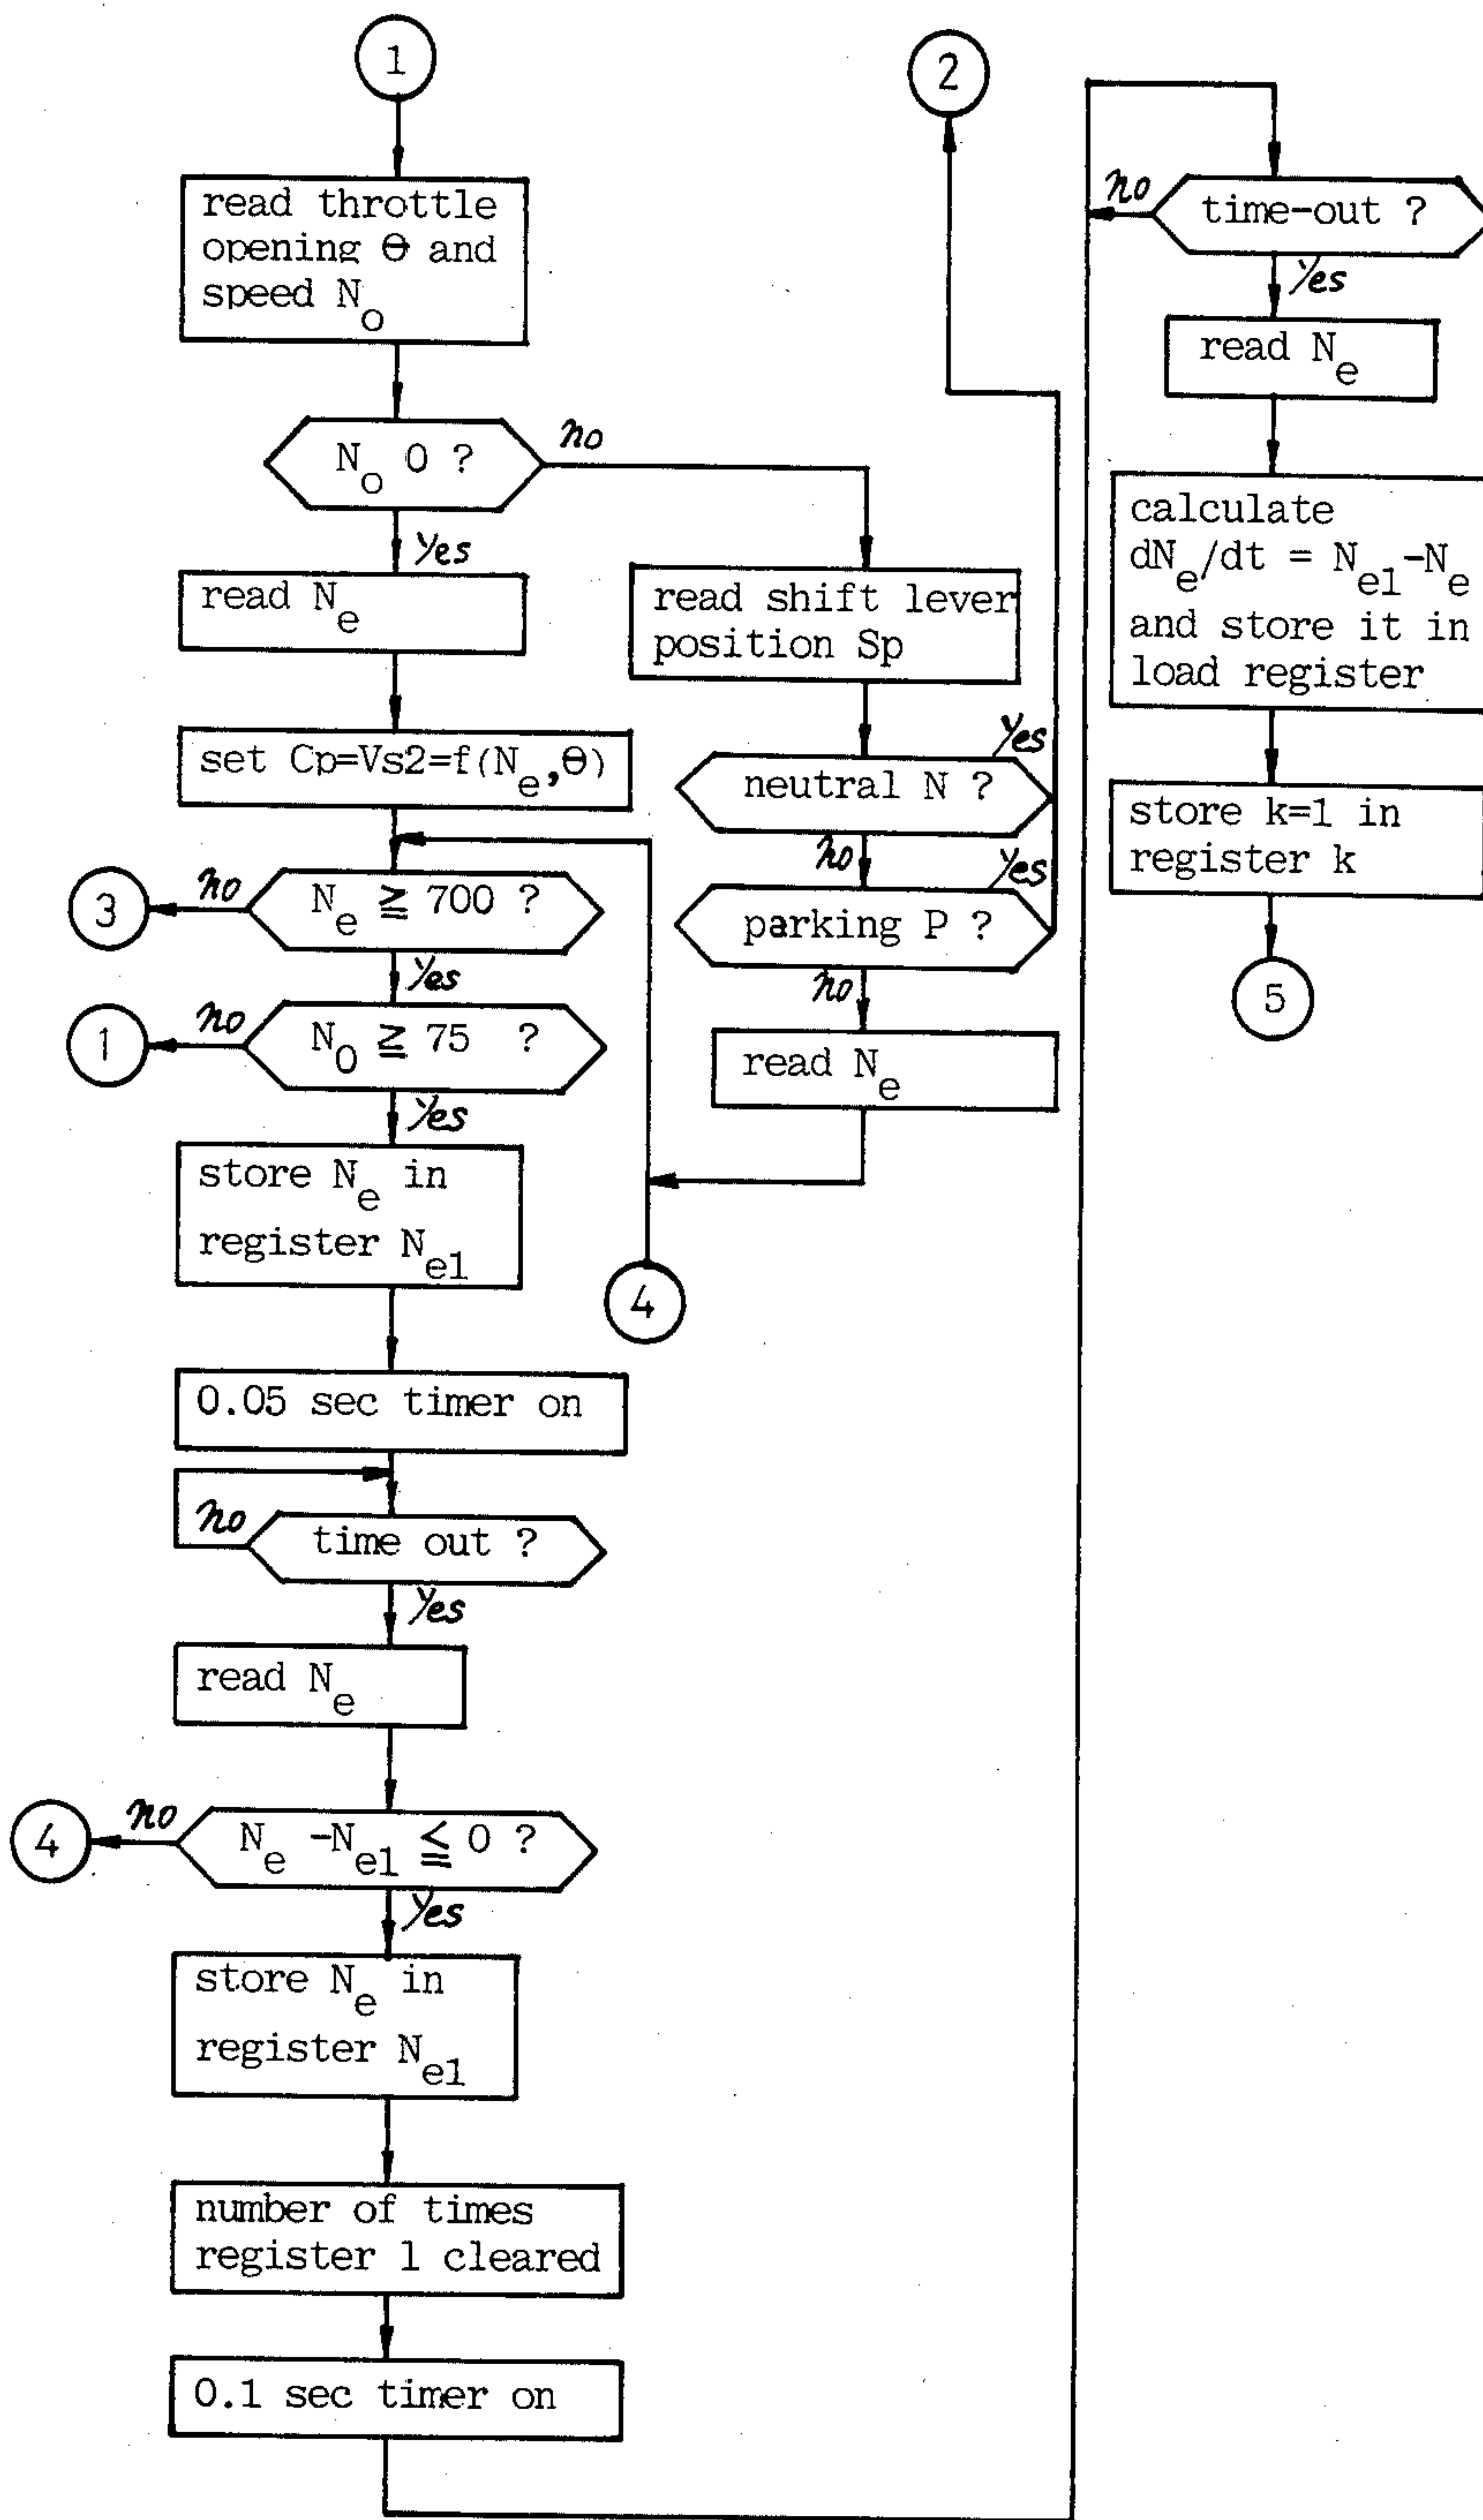 1
read throttle
opening Θ and
speed No
No 0 ?
no
Yes
read Ne
set Cp=Vs2=f(Ne,Θ)
Ne ≧ 700 ?
no
3
Yes
N0 ≧ 75 ?
no
1
Yes
store Ne in
register Ne1
0.05 sec timer on
time out ?
no
Yes
read Ne
Ne -Ne1 ≦ 0 ?
no
4
Yes
store Ne in
register Ne1
number of times
register 1 cleared
0.1 sec timer on
2
read shift lever
position Sp
neutral N ?
Yes
no
parking P ?
Yes
no
read Ne
4
time-out ?
no
Yes
read Ne
calculate
dNe/dt = Ne1-Ne
and store it in
load register
store k=1 in
register k
5